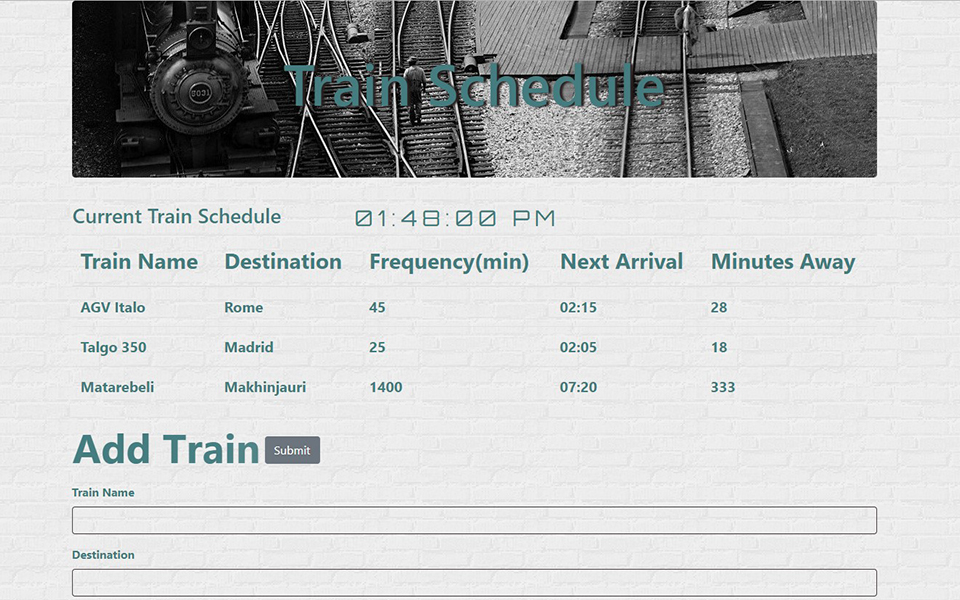 Train Schedule
Current Train Schedule 01:48:00 PM
Train Name Destination Frequency(min) Next Arrival Minutes Away
AGV Italo Rome 45 02:15 28
Talgo 350 Madrid 25 02:05 18
Matarebeli Makhinjauri 1400 07:20 333
Add Train Submit
Train Name
Destination